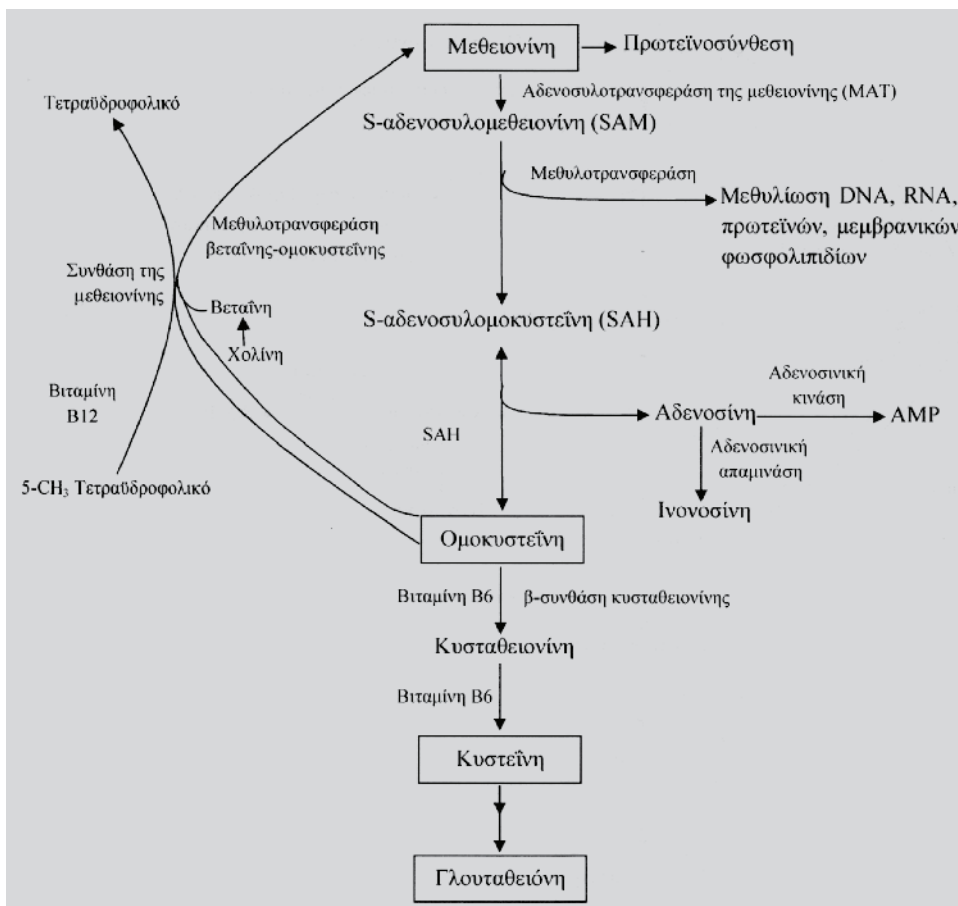 Μεθειονίνη
Πρωτεϊνοσύνθεση
Τετραϋδροφολικό
Αδενοσυλοτρανσφεράση της μεθειονίνης (MAT)
S-αδενοσυλομεθειονίνη (SAM)
Μεθυλοτρανσφεράση
Μεθυλίωση DNA, RNA,
πρωτεϊνών, μεμβρανικών
φωσφολιπιδίων
Μεθυλοτρανσφεράση
βεταΐνης-ομοκυστεΐνης
Συνθάση της
μεθειονίνης
Βεταΐνη
Χολίνη
S-αδενοσυλομοκυστεΐνη (SAH)
Βιταμίνη
B12
5-CH₃ Τετραϋδροφολικό
SAH
Αδενοσίνη
Αδενοσινική
κινάση
AMP
Αδενοσινική
απαμινάση
Ινονοσίνη
Ομοκυστεΐνη
Βιταμίνη B6
β-συνθάση κυσταθειονίνης
Κυσταθειονίνη
Βιταμίνη B6
Κυστεΐνη
Γλουταθειόνη